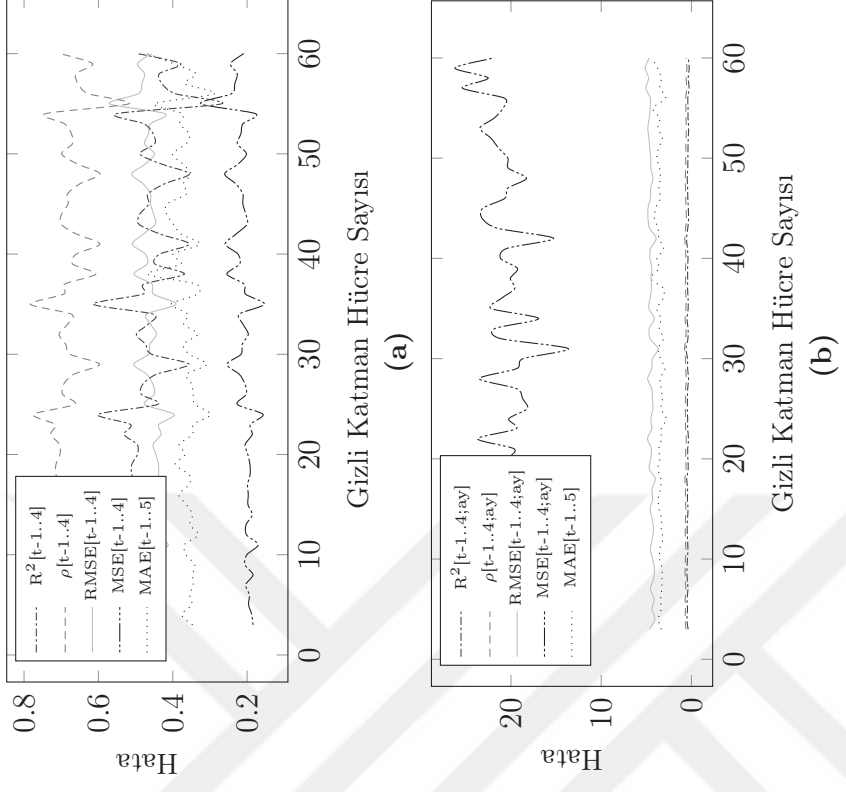 0.8
0.6
0.4
0.2
Hata
0 10 20 30 40 50 60
Gizli Katman Hücre Sayısı
(a)
R²[t-1..4]
ρ[t-1..4]
RMSE[t-1..4]
MSE[t-1..4]
MAE[t-1..5]
20
10
0
Hata
0 10 20 30 40 50 60
Gizli Katman Hücre Sayısı
(b)
R²[t-1..4;ay]
ρ[t-1..4;ay]
RMSE[t-1..4;ay]
MSE[t-1..4;ay]
MAE[t-1..5]